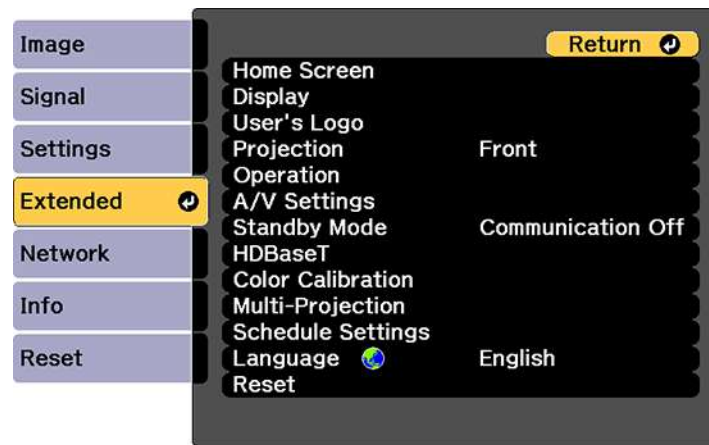 Image
Signal
Settings
Extended
Network
Info
Reset
Return
Home Screen
Display
User's Logo
Projection Front
Operation
A/V Settings
Standby Mode Communication Off
HDBaseT
Color Calibration
Multi-Projection
Schedule Settings
Language English
Reset